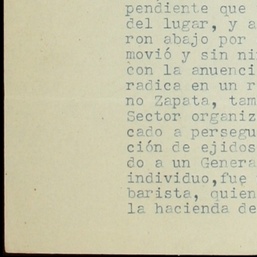 pendiente que
del lugar, y a
ron abajo por
movió y sin ni
con la anuenci
radica en un r
no Zapata, tam
Sector organiz
cado a persegu
ción de ejidos
do a un Genera
individuo,fue
barista, quien
la hacienda de